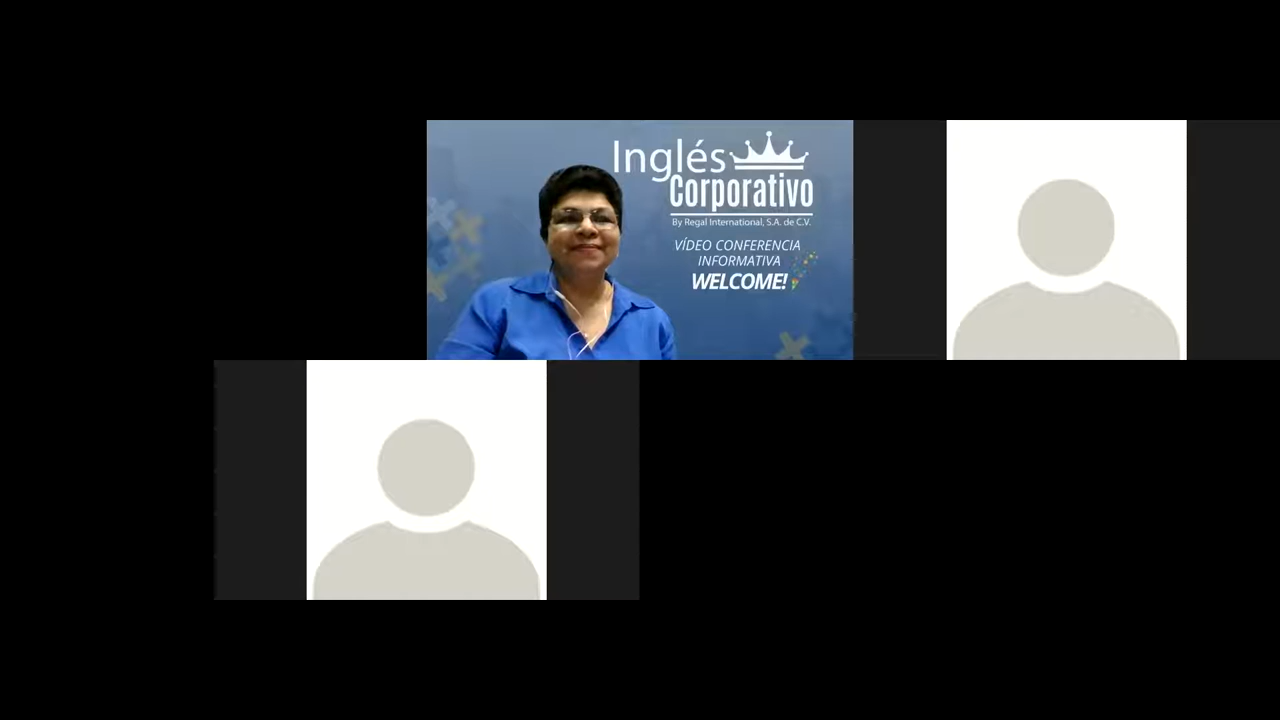 Inglés
Corporativo
By Regal International, S.A. de C.V.
VÍDEO CONFERENCIA
INFORMATIVA
WELCOME!